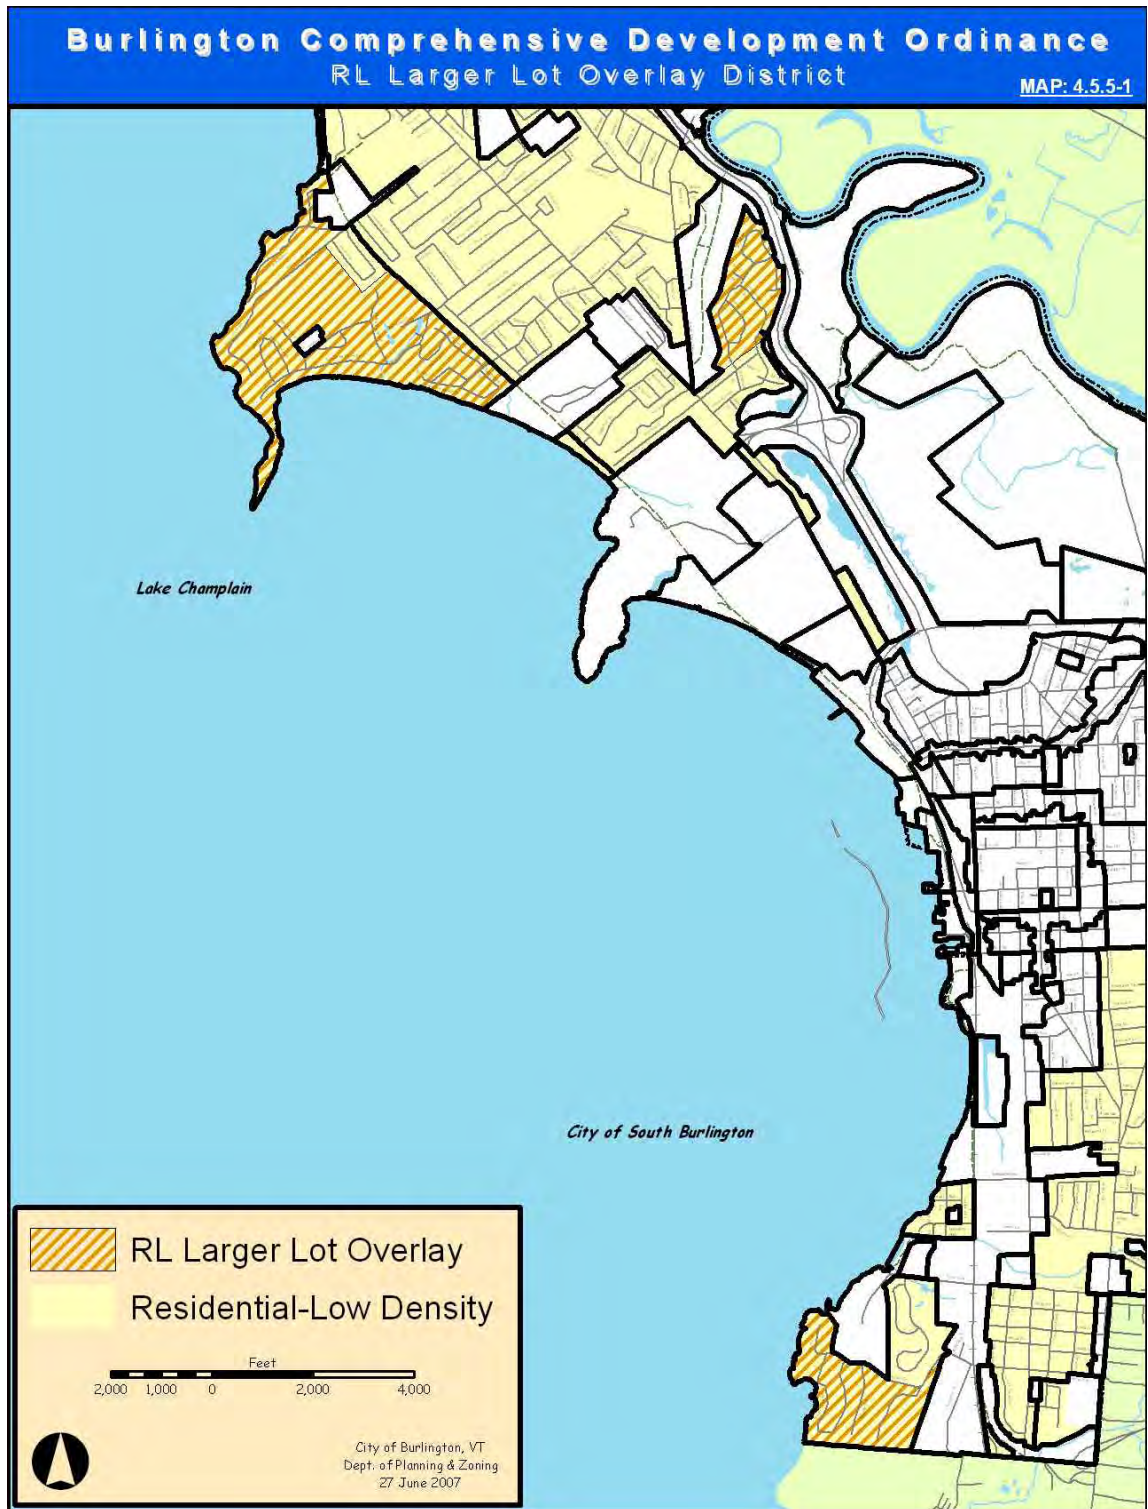 Burlington Comprehensive Development Ordinance
RL Larger Lot Overlay District
MAP: 4.5.5-1
Lake Champlain
City of South Burlington
RL Larger Lot Overlay
Residential-Low Density
Feet
2,000 1,000 0 2,000 4,000
City of Burlington, VT
Dept. of Planning & Zoning
27 June 2007